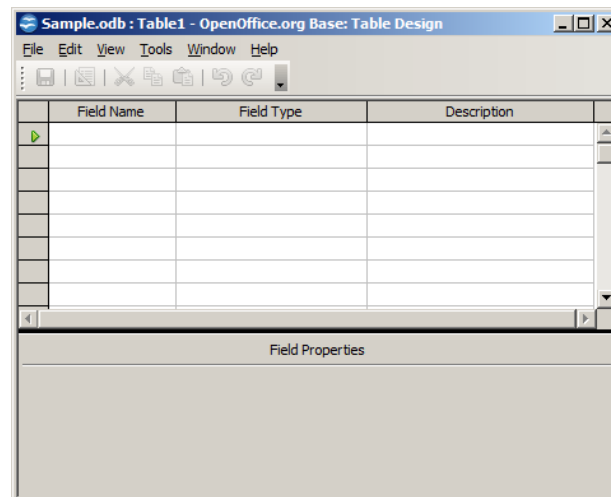 Sample.odb : Table1 - OpenOffice.org Base: Table Design
File Edit View Tools Window Help
Field Name Field Type Description
Field Properties